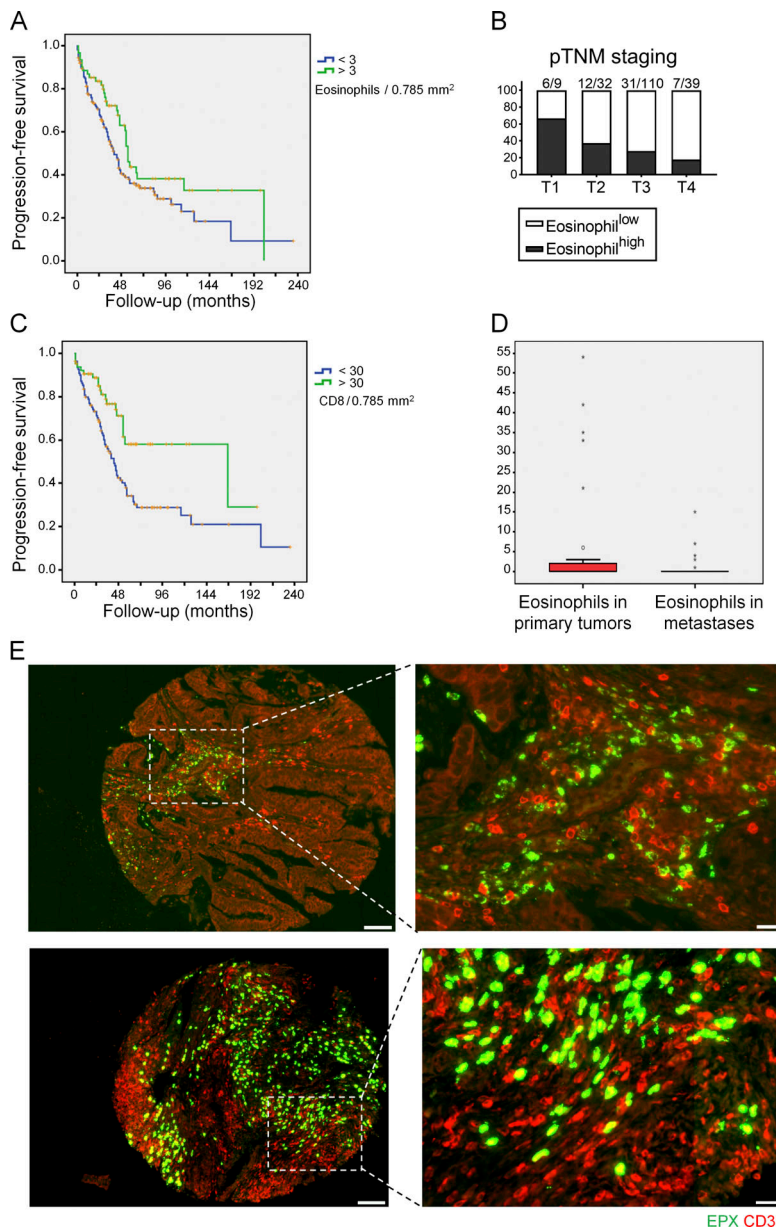 A
Progression-free survival
1.0
0.8
0.6
0.4
0.2
0.0
0 48 96 144 192 240
Follow-up (months)
< 3
> 3
Eosinophils / 0.785 mm²
B
pTNM staging
6/9 12/32 31/110 7/39
100
80
60
40
20
0
T1 T2 T3 T4
Eosinophil^low
Eosinophil^high
C
Progression-free survival
1.0
0.8
0.6
0.4
0.2
0.0
0 48 96 144 192 240
Follow-up (months)
< 30
> 30
CD8/0.785 mm²
D
55
50
45
40
35
30
25
20
15
10
5
0
Eosinophils in
primary tumors
Eosinophils in
metastases
E
EPX CD3